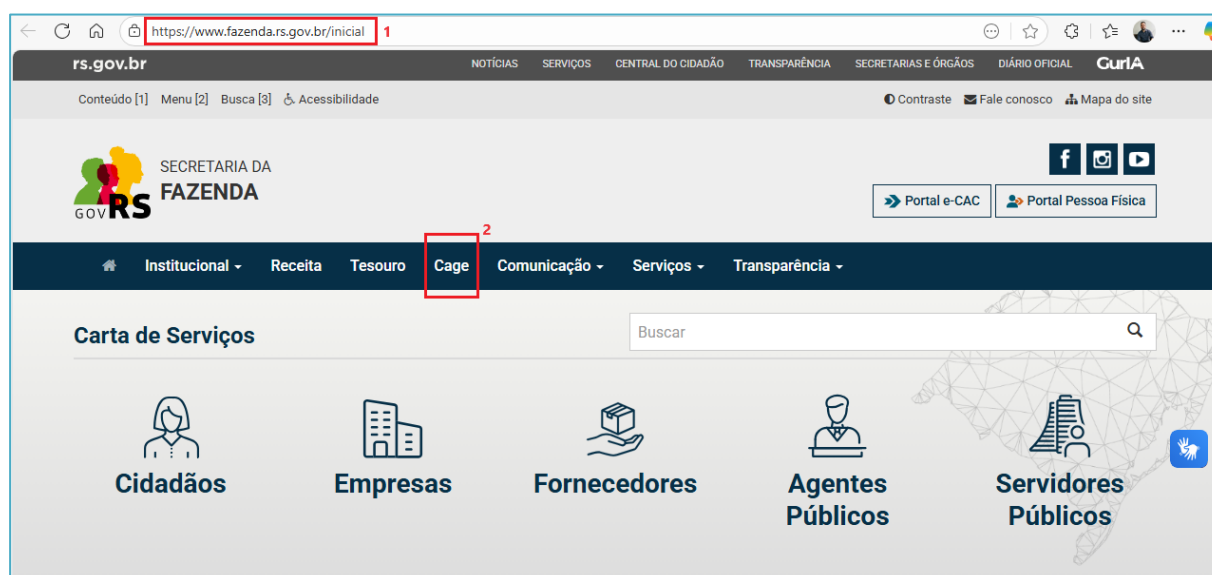 https://www.fazenda.rs.gov.br/inicial 1
rs.gov.br NOTÍCIAS SERVIÇOS CENTRAL DO CIDADÃO TRANSPARÊNCIA SECRETARIAS E ÓRGÃOS DIÁRIO OFICIAL GurIA
Conteúdo [1] Menu [2] Busca [3] Acessibilidade Contraste Fale conosco Mapa do site
SECRETARIA DA
FAZENDA
GOVRS
Portal e-CAC Portal Pessoa Física
2
Institucional Receita Tesouro Cage Comunicação Serviços Transparência
Carta de Serviços Buscar
Cidadãos Empresas Fornecedores Agentes Servidores
Públicos Públicos